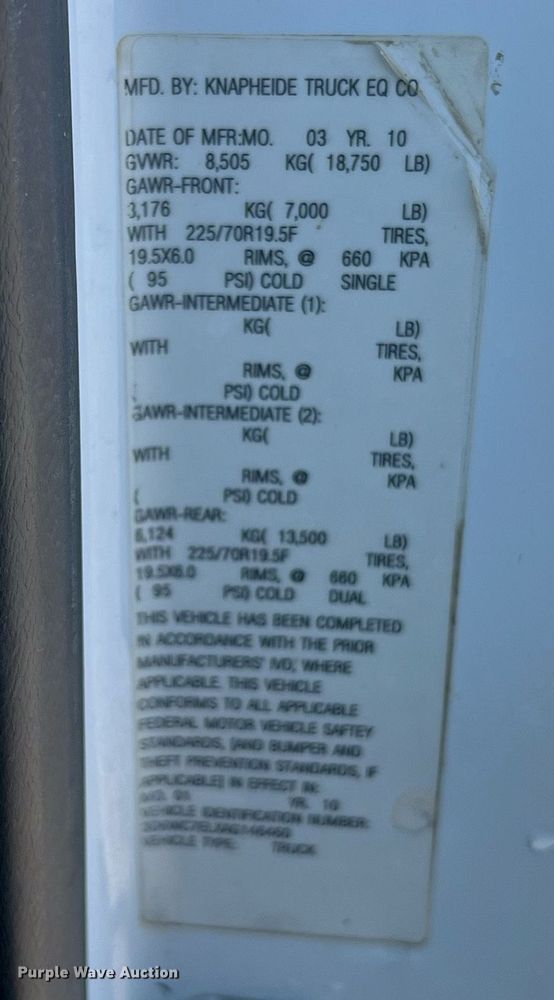 MFD. BY: KNAPHEIDE TRUCK EQ CO
DATE OF MFR:MO. 03 YR. 10
GVWR: 8,505 KG( 18,750 LB)
GAWR-FRONT:
3,176 KG( 7,000 LB)
WITH 225/70R19.5F TIRES,
19.5X6.0 RIMS, @ 660 KPA
( 95 PSI) COLD SINGLE
GAWR-INTERMEDIATE (1):
KG( LB)
WITH TIRES,
RIMS, @ KPA
( PSI) COLD
GAWR-INTERMEDIATE (2):
KG( LB)
WITH TIRES,
RIMS, @ KPA
( PSI) COLD
GAWR-REAR:
6,124 KG( 13,500 LB)
WITH 225/70R19.5F TIRES,
19.5X6.0 RIMS, @ 660 KPA
( 95 PSI) COLD DUAL
THIS VEHICLE HAS BEEN COMPLETED
IN ACCORDANCE WITH THE PRIOR
MANUFACTURERS' IVD, WHERE
APPLICABLE. THIS VEHICLE
CONFORMS TO ALL APPLICABLE
FEDERAL MOTOR VEHICLE SAFTEY
STANDARDS, [AND BUMPER AND
THEFT PREVENTION STANDARDS, IF
APPLICABLE] IN EFFECT IN:
MO. YR. 10
VEHICLE IDENTIFICATION NUMBER:
VEHICLE TYPE: TRUCK
Purple Wave Auction